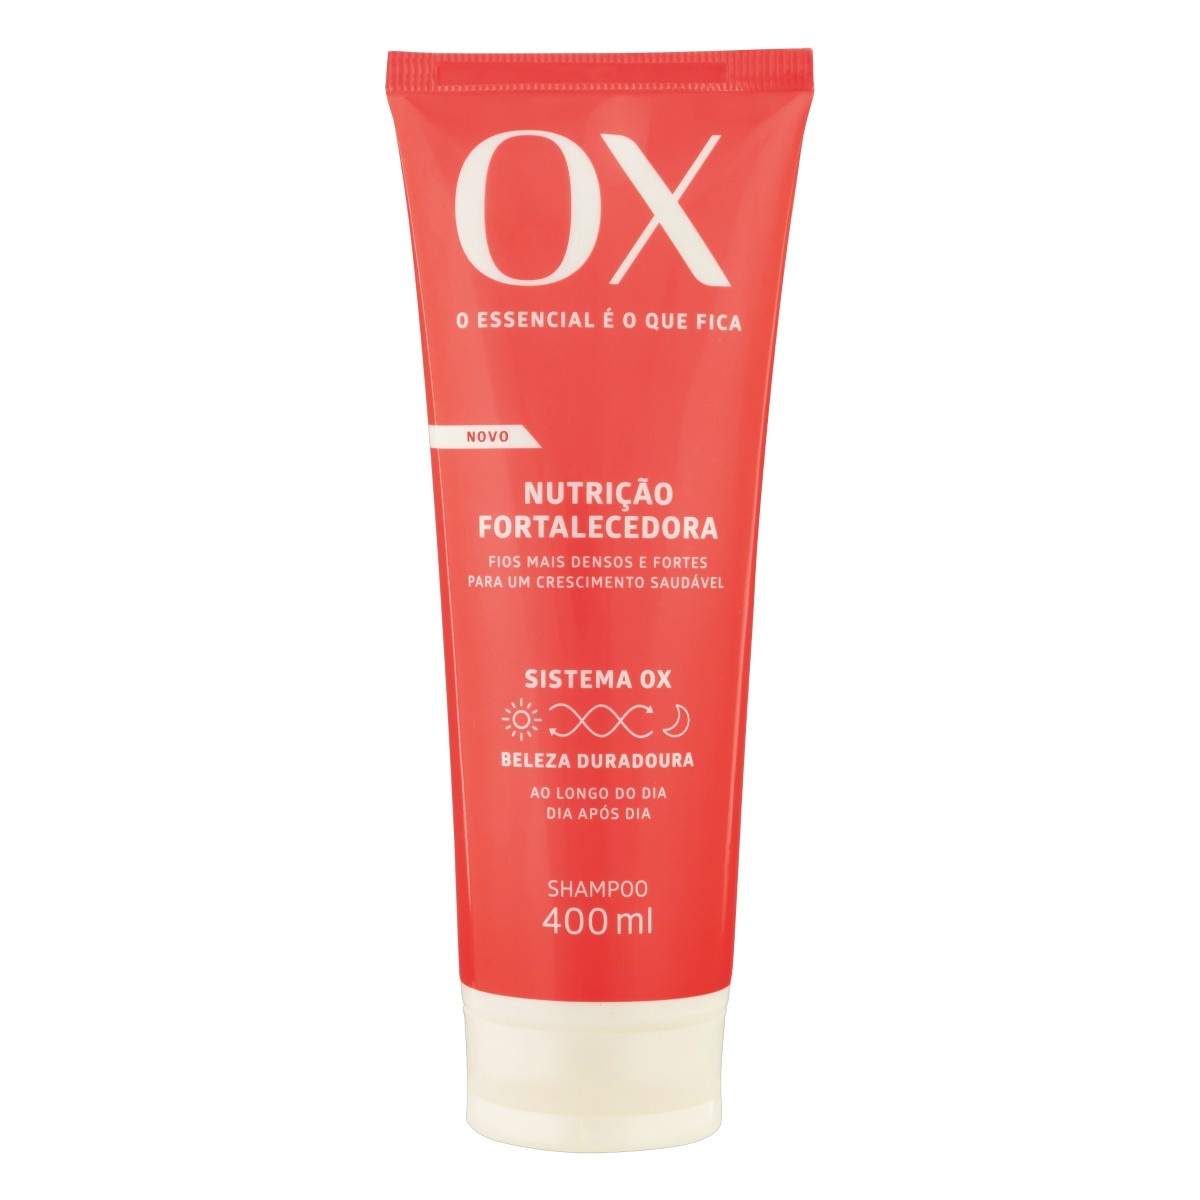 OX
O ESSENCIAL É O QUE FICA
NOVO
NUTRIÇÃO
FORTALECEDORA
FIOS MAIS DENSOS E FORTES
PARA UM CRESCIMENTO SAUDÁVEL
SISTEMA OX
BELEZA DURADOURA
AO LONGO DO DIA
DIA APÓS DIA
SHAMPOO
400 ml